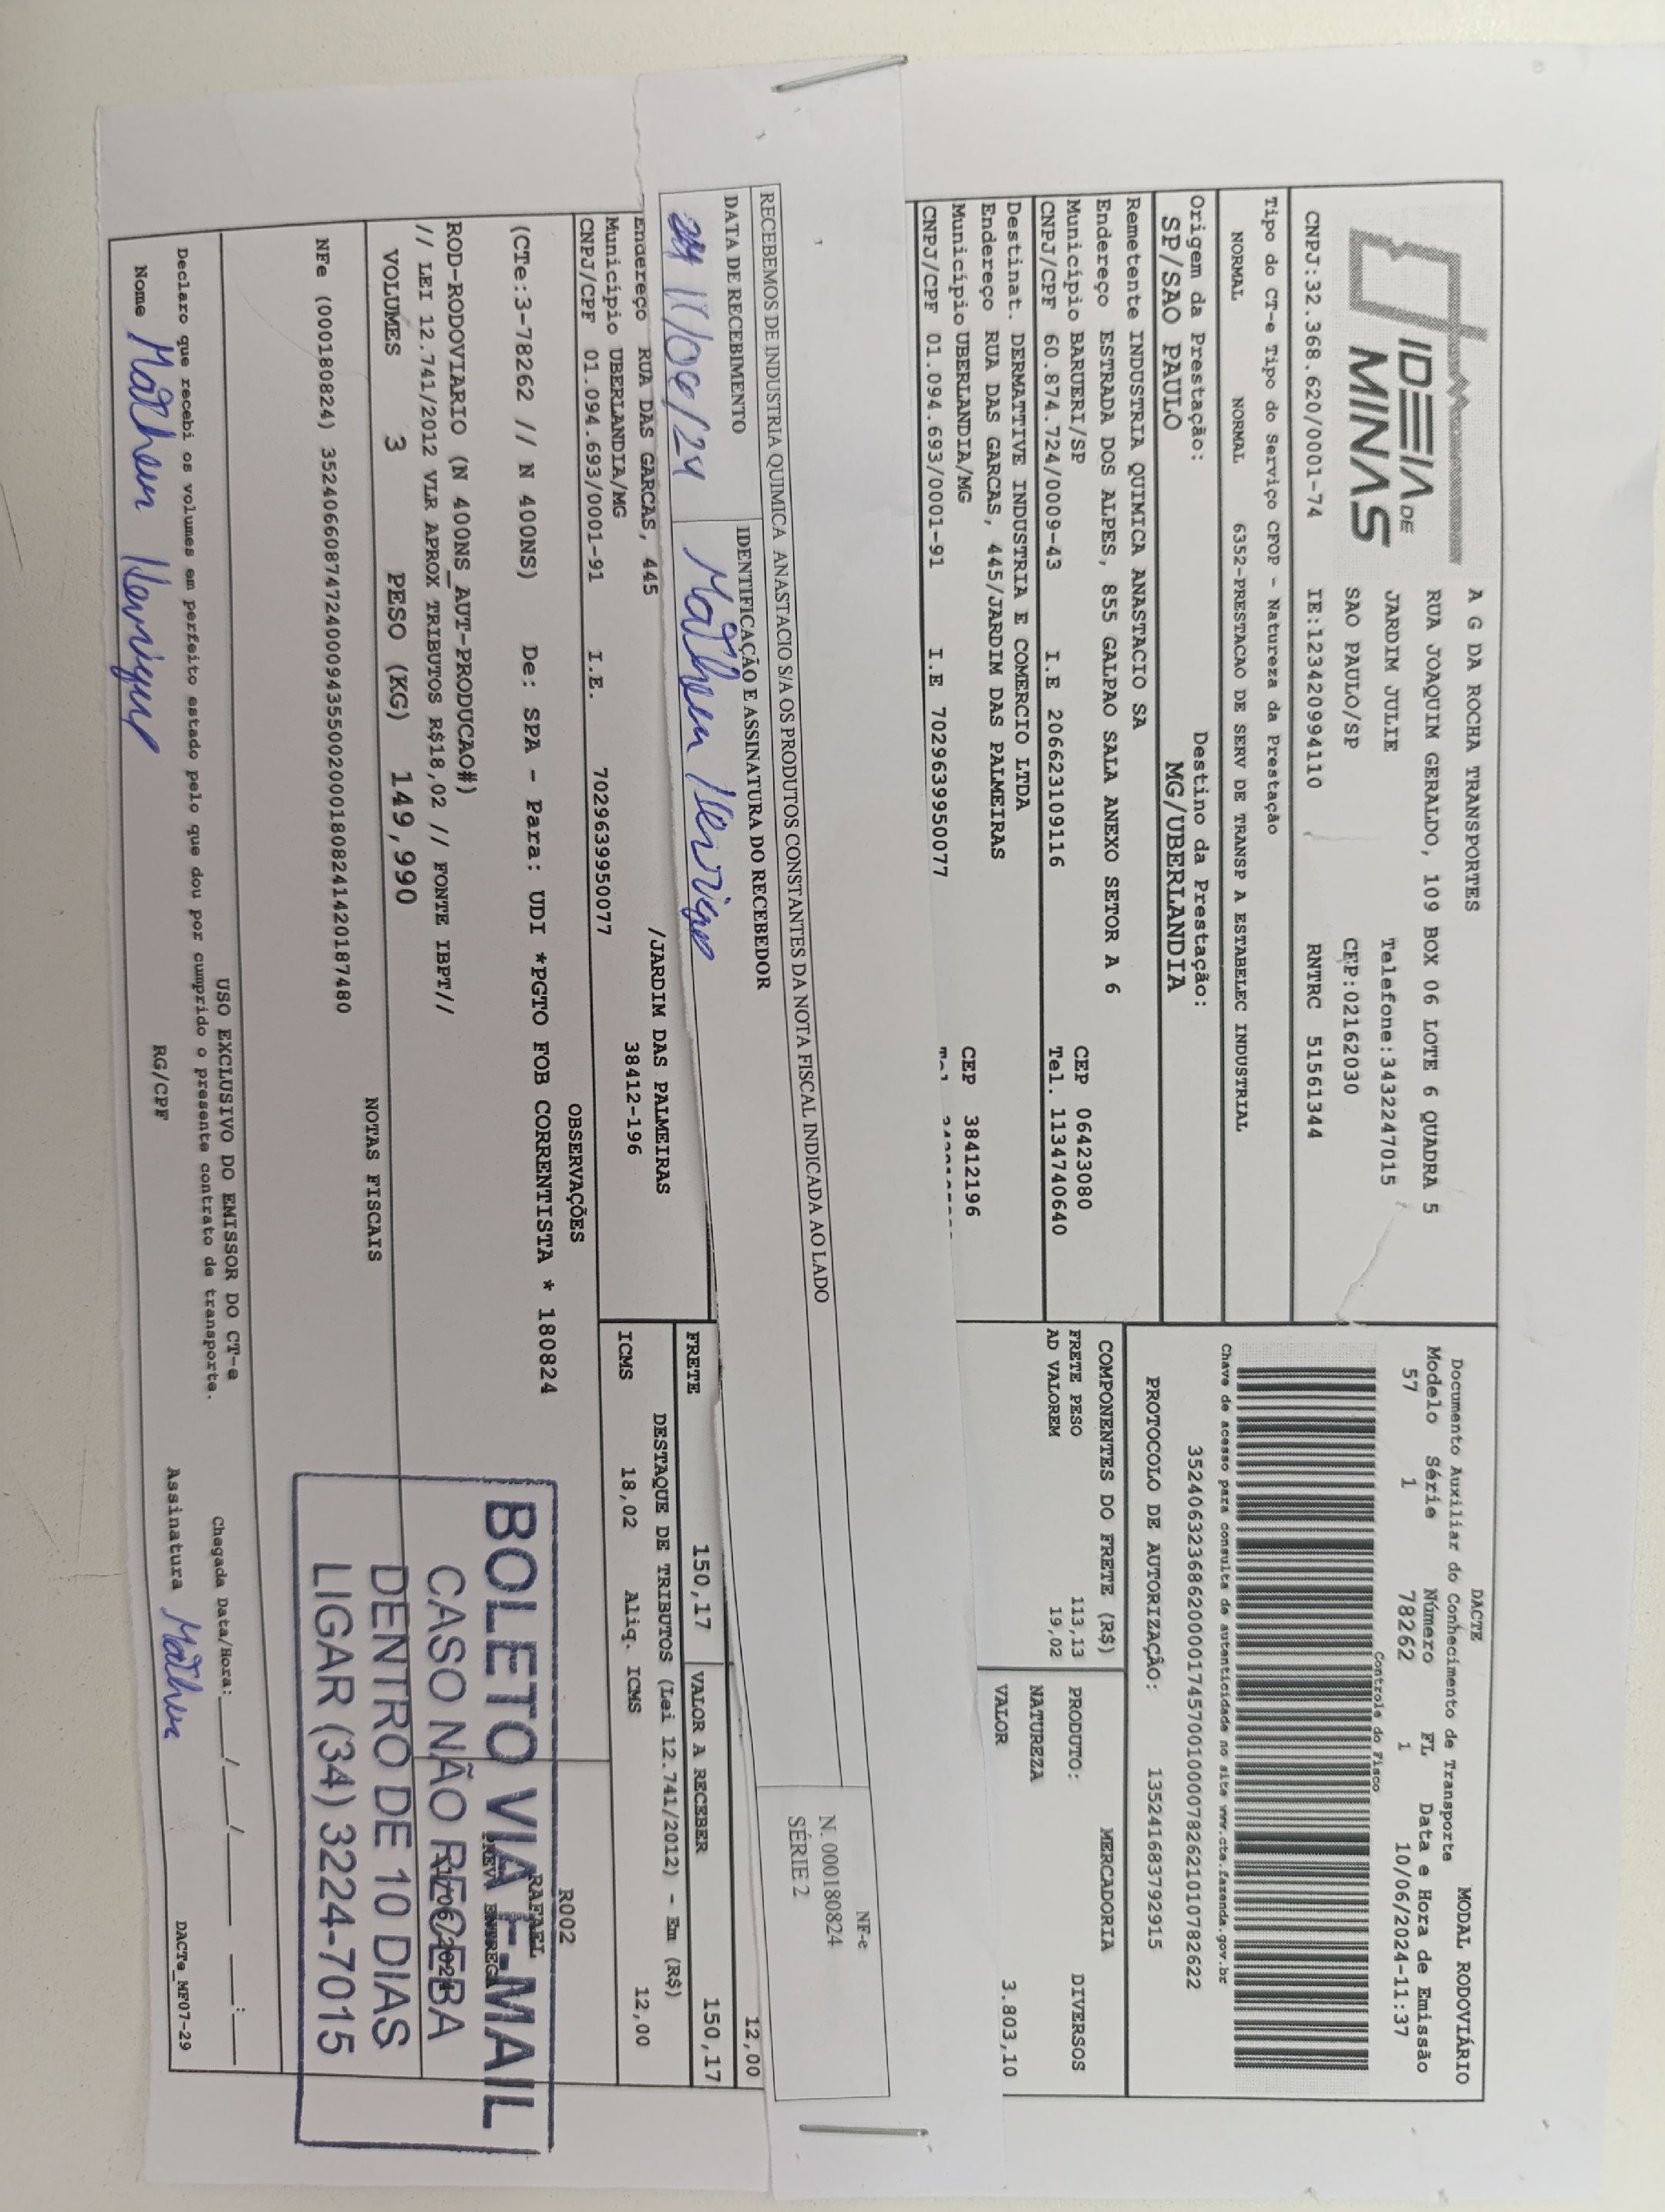 IDEIA DE
MINAS
A G DA ROCHA TRANSPORTES
RUA JOAQUIM GERALDO, 109 BOX 06 LOTE 6 QUADRA 5
JARDIM JULIE Telefone:3432247015
SAO PAULO/SP CEP:02162030
CNPJ:32.368.620/0001-74 IE:123420994110 RNTRC 51561344
Tipo do CT-e Tipo do Serviço CFOP - Natureza da Prestação
NORMAL NORMAL 6352-PRESTACAO DE SERV DE TRANSP A ESTABELEC INDUSTRIAL
Origem da Prestação: Destino da Prestação:
SP/SAO PAULO MG/UBERLANDIA
Remetente INDUSTRIA QUIMICA ANASTACIO SA
Endereço ESTRADA DOS ALPES, 855 GALPAO SALA ANEXO SETOR A 6
Município BARUERI/SP CEP 06423080
CNPJ/CPF 60.874.724/0009-43 I.E 206623109116 Tel. 1134740640
Destinat. DERMATTIVE INDUSTRIA E COMERCIO LTDA
Endereço RUA DAS GARCAS, 445/JARDIM DAS PALMEIRAS
Município UBERLANDIA/MG CEP 38412196
CNPJ/CPF 01.094.693/0001-91 I.E 7029639950077
DACTE MODAL RODOVIÁRIO
Documento Auxiliar do Conhecimento de Transporte
Modelo Série Número FL Data e Hora de Emissão
57 1 78262 1 10/06/2024-11:37
Controle do Fisco
Chave de acesso para consulta de autenticidade no site www.cte.fazenda.gov.br
35240632368620000174570010000782621010782622
PROTOCOLO DE AUTORIZAÇÃO: 135241683792915
COMPONENTES DO FRETE (R$) MERCADORIA
FRETE PESO 113,13 PRODUTO: DIVERSOS
AD VALOREM 19,02 NATUREZA
VALOR 3.803,10
RECEBEMOS DE INDUSTRIA QUIMICA ANASTACIO S/A OS PRODUTOS CONSTANTES DA NOTA FISCAL INDICADA AO LADO
DATA DE RECEBIMENTO IDENTIFICAÇÃO E ASSINATURA DO RECEBEDOR
Matheus Henrique
NF-e
N. 000180824
SÉRIE 2
12,00
FRETE 150,17 VALOR A RECEBER 150,17
Endereço RUA DAS GARCAS, 445 /JARDIM DAS PALMEIRAS
Município UBERLANDIA/MG 38412-196
CNPJ/CPF 01.094.693/0001-91 I.E. 7029639950077
DESTAQUE DE TRIBUTOS (Lei 12.741/2012) - Em (R$)
ICMS 18,02 Aliq. ICMS 12,00
OBSERVAÇÕES
(CTe:3-78262 // N 400NS) De: SPA - Para: UDI *PGTO FOB CORRENTISTA * 180824
R002
RAFAEL
PREV ENTREGA
ROD-RODOVIARIO (N 400NS_AUT-PRODUCAO#)
// LEI 12.741/2012 VLR APROX TRIBUTOS R$18,02 // FONTE IBPT//
VOLUMES 3 PESO (KG) 149,990
NOTAS FISCAIS
NFe (000180824) 35240660874724000943550020001808241420187480
BOLETO VIA E-MAIL
CASO NÃO RECEBA
DENTRO DE 10 DIAS
LIGAR (34) 3224-7015
USO EXCLUSIVO DO EMISSOR DO CT-e
Declaro que recebi os volumes em perfeito estado pelo que dou por cumprido o presente contrato de transporte.
Chegada Data/Hora:___/___/______ ___:___
Nome Matheus Henrique RG/CPF Assinatura Matheus
DACTe_MF07-29